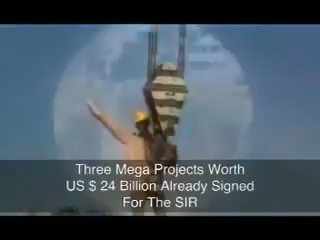 Three Mega Projects Worth
US $ 24 Billion Already Signed
For The SIR